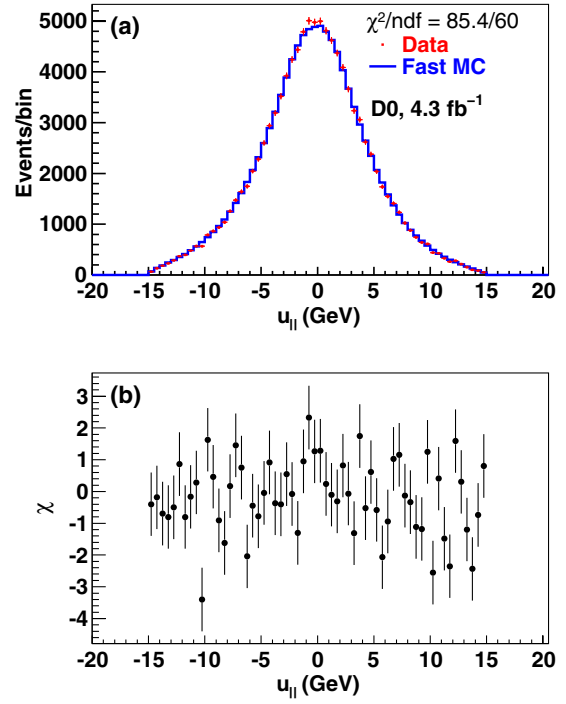 (a)
χ²/ndf = 85.4/60
Data
Fast MC
D0, 4.3 fb⁻¹
Events/bin
5000
4000
3000
2000
1000
0
-20 -15 -10 -5 0 5 10 15 20
u|| (GeV)
(b)
χ
3
2
1
0
-1
-2
-3
-4
-20 -15 -10 -5 0 5 10 15 20
u|| (GeV)